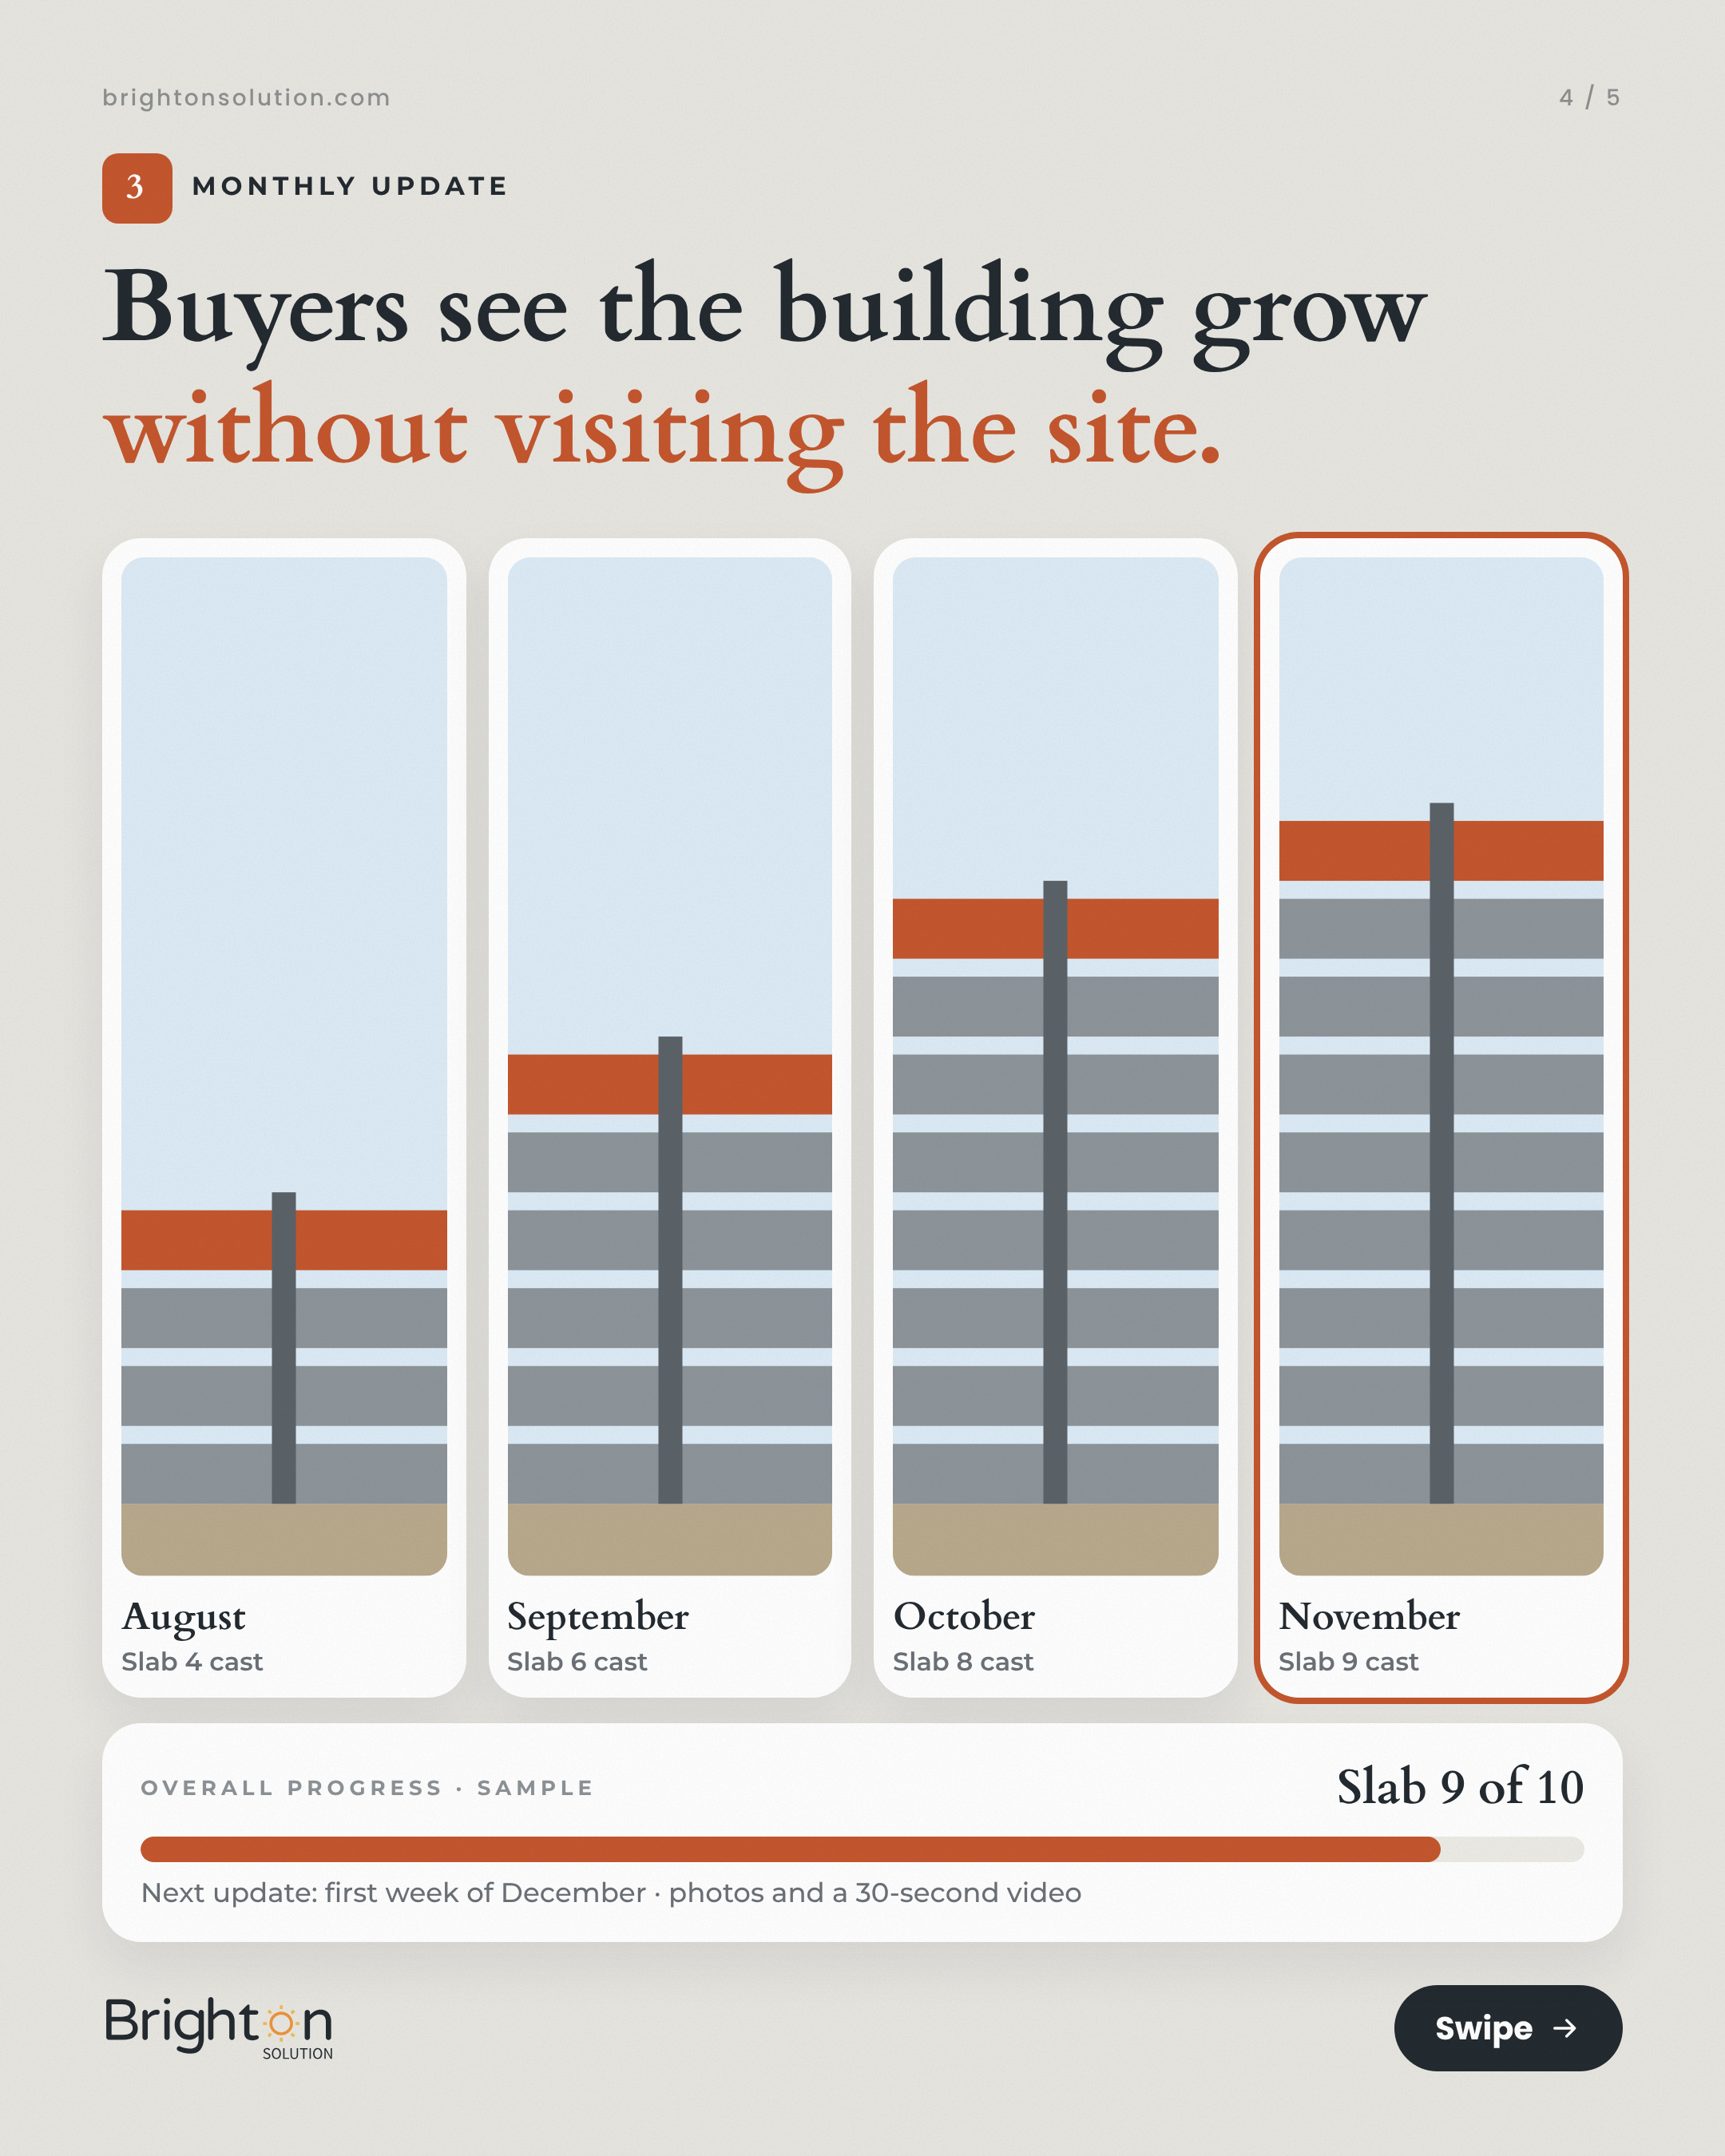 brightonsolution.com
4 / 5
3 MONTHLY UPDATE
Buyers see the building grow
without visiting the site.
August
Slab 4 cast
September
Slab 6 cast
October
Slab 8 cast
November
Slab 9 cast
OVERALL PROGRESS · SAMPLE
Slab 9 of 10
Next update: first week of December · photos and a 30-second video
Brighton
SOLUTION
Swipe →